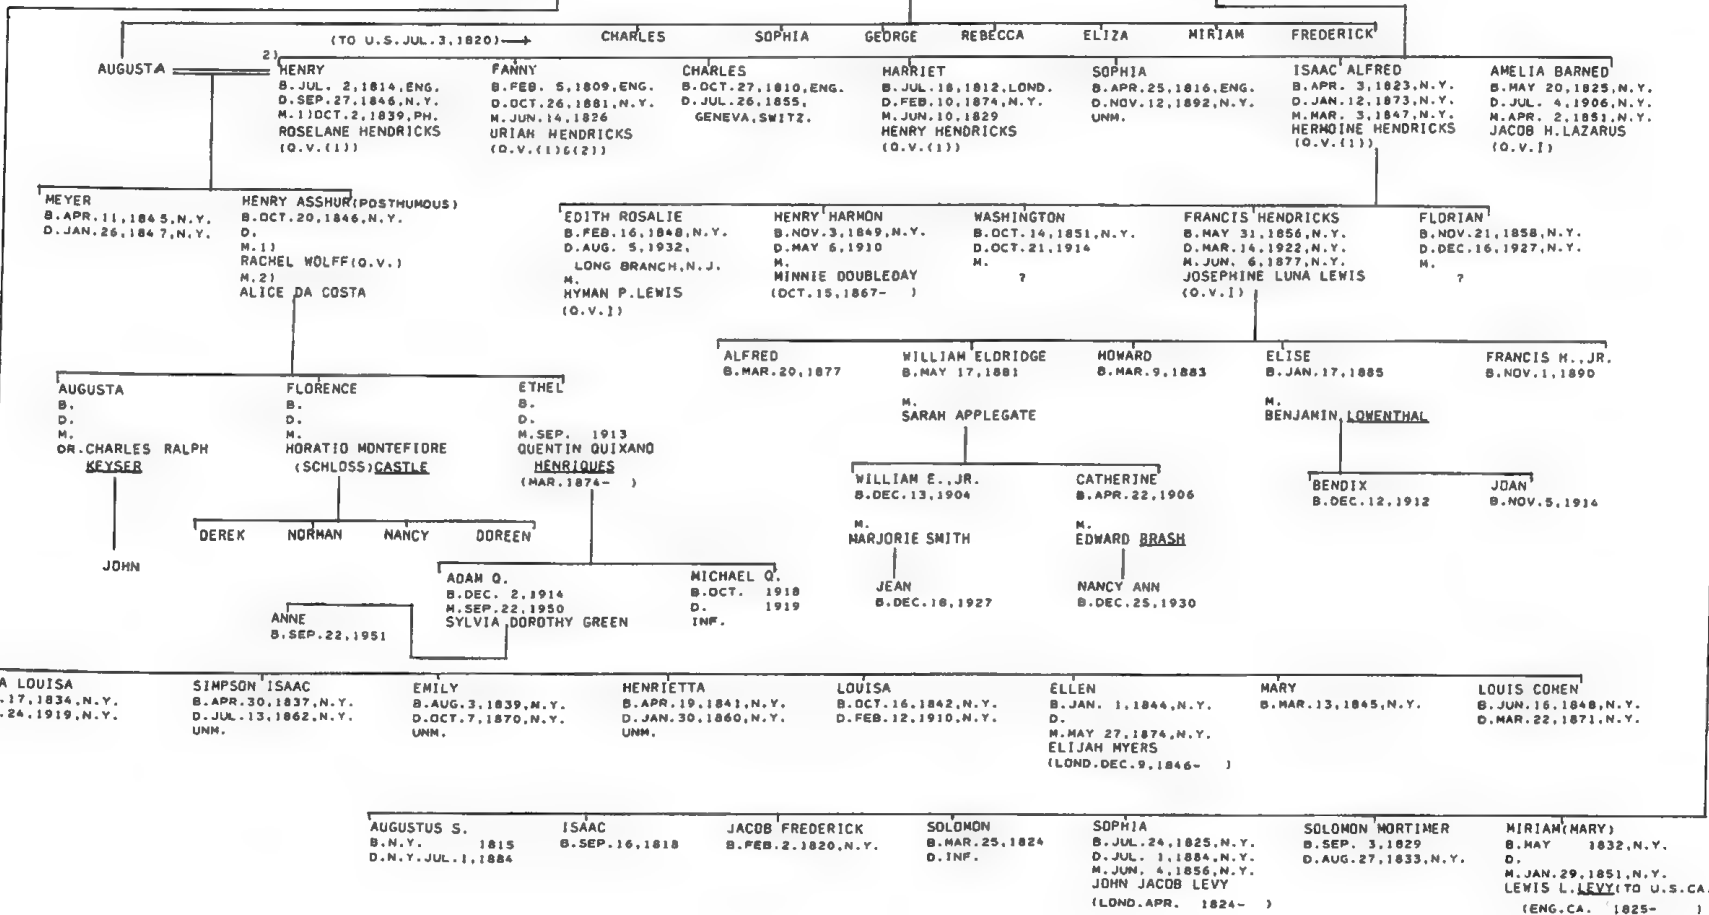 (TO U.S.JUL.3,1820)→
CHARLES
SOPHIA
GEORGE
REBECCA
ELIZA
MIRIAM
FREDERICK
AUGUSTA
2)
HENRY
B.JUL. 2,1814,ENG.
D.SEP.27,1846,N.Y.
M.1)OCT.2,1839,PH.
ROSELANE HENDRICKS
(Q.V.(1))
FANNY
B.FEB. 5,1809,ENG.
D.OCT.26,1881,N.Y.
M.JUN.14,1826
URIAH HENDRICKS
(Q.V.(1)&(2))
CHARLES
B.OCT.27,1810,ENG.
D.JUL.26,1855,
GENEVA,SWITZ.
HARRIET
B.JUL.18,1812,LOND.
D.FEB.10,1874,N.Y.
M.JUN.10,1829
HENRY HENDRICKS
(Q.V.(1))
SOPHIA
B.APR.25,1816,ENG.
D.NOV.12,1892,N.Y.
UNM.
ISAAC ALFRED
B.APR. 3,1823,N.Y.
D.JAN.12,1873,N.Y.
M.MAR. 3,1847,N.Y.
HERMOINE HENDRICKS
(Q.V.(1))
AMELIA BARNED
B.MAY 20,1825,N.Y.
D.JUL. 4,1906,N.Y.
M.APR. 2,1851,N.Y.
JACOB H.LAZARUS
(Q.V.I)
MEYER
B.APR.11,1845,N.Y.
D.JAN.26,1847,N.Y.
HENRY ASSHUR(POSTHUMOUS)
B.OCT.20,1846,N.Y.
D.
M.1)
RACHEL WOLFF(Q.V.)
M.2)
ALICE DA COSTA
EDITH ROSALIE
B.FEB.16,1848,N.Y.
D.AUG. 5,1932,
LONG BRANCH,N.J.
M.
HYMAN P.LEWIS
(Q.V.I)
HENRY HARMON
B.NOV.3,1849,N.Y.
D.MAY 6,1910
M.
MINNIE DOUBLEDAY
(OCT.15,1867- )
WASHINGTON
B.OCT.14,1851,N.Y.
D.OCT.21,1914
M.
?
FRANCIS HENDRICKS
B.MAY 31,1856,N.Y.
D.MAR.14,1922,N.Y.
M.JUN. 6,1877,N.Y.
JOSEPHINE LUNA LEWIS
(Q.V.I)
FLORIAN
B.NOV.21,1858,N.Y.
D.DEC.16,1927,N.Y.
M.
?
ALFRED
B.MAR.20,1877
WILLIAM ELDRIDGE
B.MAY 17,1881
M.
SARAH APPLEGATE
HOWARD
B.MAR.9,1883
ELISE
B.JAN.17,1885
M.
BENJAMIN LOWENTHAL
FRANCIS H.,JR.
B.NOV.1,1890
AUGUSTA
B.
D.
M.
DR.CHARLES RALPH
KEYSER
FLORENCE
B.
D.
M.
HORATIO MONTEFIORE
(SCHLOSS)CASTLE
ETHEL
B.
D.
M.SEP. 1913
QUENTIN QUIXANO
HENRIQUES
(MAR.1874- )
WILLIAM E.,JR.
B.DEC.13,1904
M.
MARJORIE SMITH
CATHERINE
B.APR.22,1906
M.
EDWARD BRASH
BENDIX
B.DEC.12,1912
JOAN
B.NOV.5,1914
JOHN
DEREK
NORMAN
NANCY
DOREEN
JEAN
B.DEC.18,1927
NANCY ANN
B.DEC.25,1930
ADAM Q.
B.DEC. 2,1914
M.SEP.22,1950
SYLVIA DOROTHY GREEN
MICHAEL Q.
B.OCT. 1918
D. 1919
INF.
ANNE
B.SEP.22,1951
A LOUISA
.17,1834,N.Y.
.24,1919,N.Y.
SIMPSON ISAAC
B.APR.30,1837,N.Y.
D.JUL.13,1862,N.Y.
UNM.
EMILY
B.AUG.3,1839,N.Y.
D.OCT.7,1870,N.Y.
UNM.
HENRIETTA
B.APR.19,1841,N.Y.
D.JAN.30,1860,N.Y.
UNM.
LOUISA
B.OCT.16,1842,N.Y.
D.FEB.12,1910,N.Y.
ELLEN
B.JAN. 1,1844,N.Y.
D.
M.MAY 27,1874,N.Y.
ELIJAH MYERS
(LOND.DEC.9,1846- )
MARY
B.MAR.13,1845,N.Y.
LOUIS COHEN
B.JUN.16,1848,N.Y.
D.MAR.22,1871,N.Y.
AUGUSTUS S.
B.N.Y. 1815
D.N.Y.JUL.1,1884
ISAAC
B.SEP.16,1818
JACOB FREDERICK
B.FEB.2.1820,N.Y.
SOLOMON
B.MAR.25,1824
D.INF.
SOPHIA
B.JUL.24,1825,N.Y.
D.JUL. 1,1884,N.Y.
M.JUN. 4,1856,N.Y.
JOHN JACOB LEVY
(LOND.APR. 1824- )
SOLOMON MORTIMER
B.SEP. 3,1829
D.AUG.27,1833,N.Y.
MIRIAM(MARY)
B.MAY 1832,N.Y.
D.
M.JAN.29,1851,N.Y.
LEWIS L.LEVY(TO U.S.CA.
(ENG.CA. 1825- )